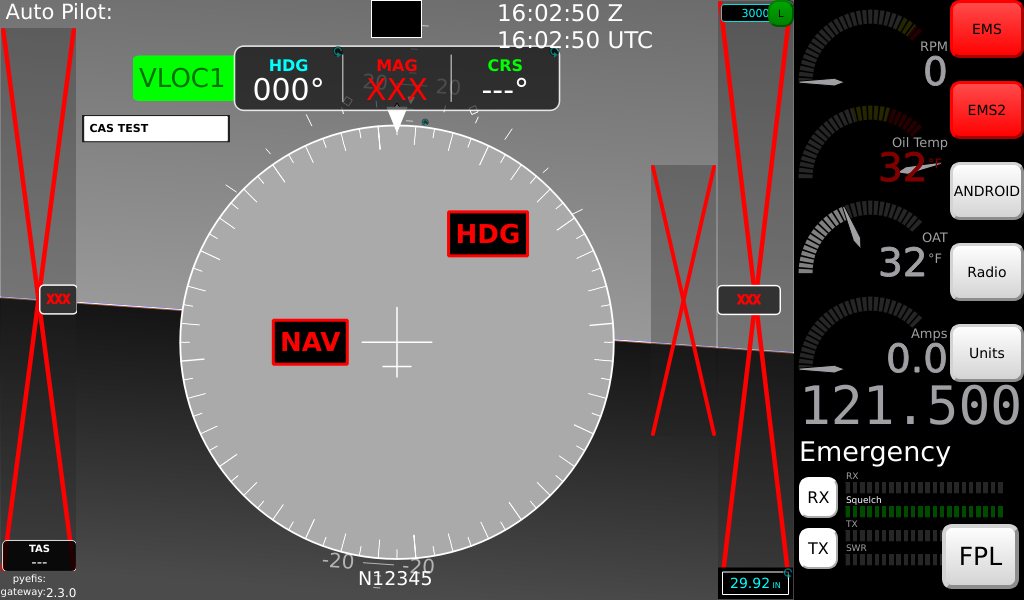 Auto Pilot:
16:02:50 Z
16:02:50 UTC
3000
L
EMS
VLOC1
HDG
MAG
CRS
000°
XXX
---°
20
20
RPM
0
CAS TEST
EMS2
Oil Temp
32 °F
ANDROID
HDG
OAT
32 °F
Radio
XXX
XXX
NAV
Amps
0.0
Units
121.500
Emergency
RX
RX
Squelch
TX
TX
SWR
FPL
TAS
---
-20
-20
N12345
pyefis:
gateway:2.3.0
29.92 IN